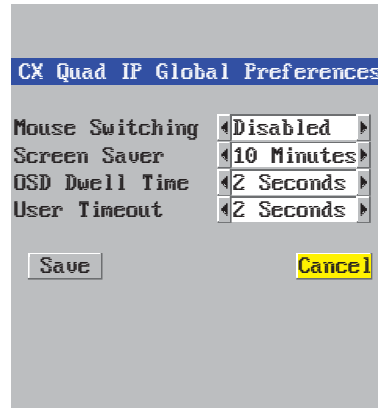 CX Quad IP Global Preferences
Mouse Switching Disabled
Screen Saver 10 Minutes
OSD Dwell Time 2 Seconds
User Timeout 2 Seconds
Save Cancel